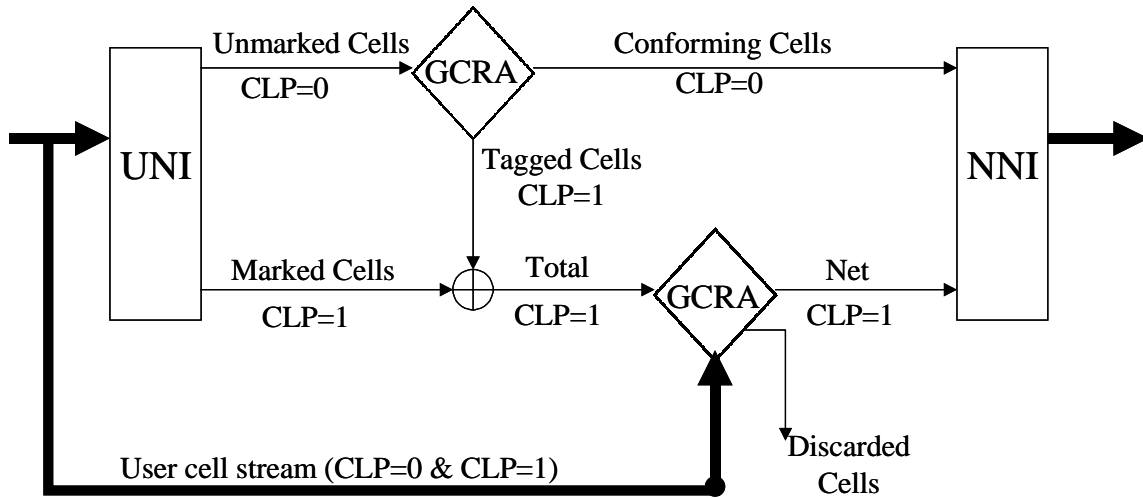 Unmarked Cells
CLP=0
GCRA
Conforming Cells
CLP=0
UNI
NNI
Tagged Cells
CLP=1
Marked Cells
CLP=1
Total
CLP=1
GCRA
Net
CLP=1
User cell stream (CLP=0 & CLP=1)
Discarded
Cells